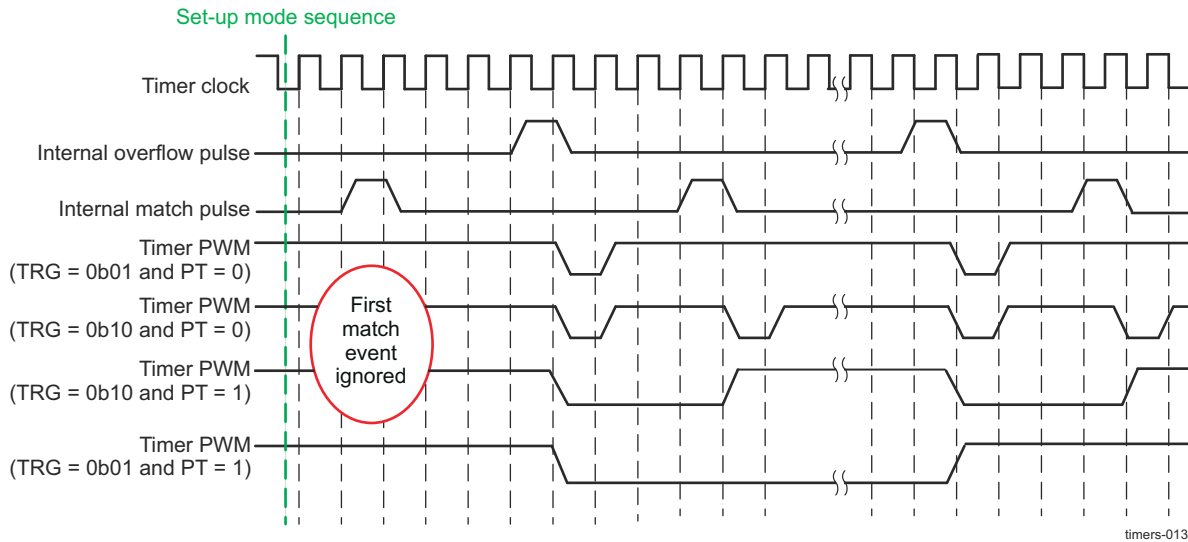 Set-up mode sequence
Timer clock
Internal overflow pulse
Internal match pulse
Timer PWM
(TRG = 0b01 and PT = 0)
Timer PWM
(TRG = 0b10 and PT = 0)
First
match
event
ignored
Timer PWM
(TRG = 0b10 and PT = 1)
Timer PWM
(TRG = 0b01 and PT = 1)
timers-013